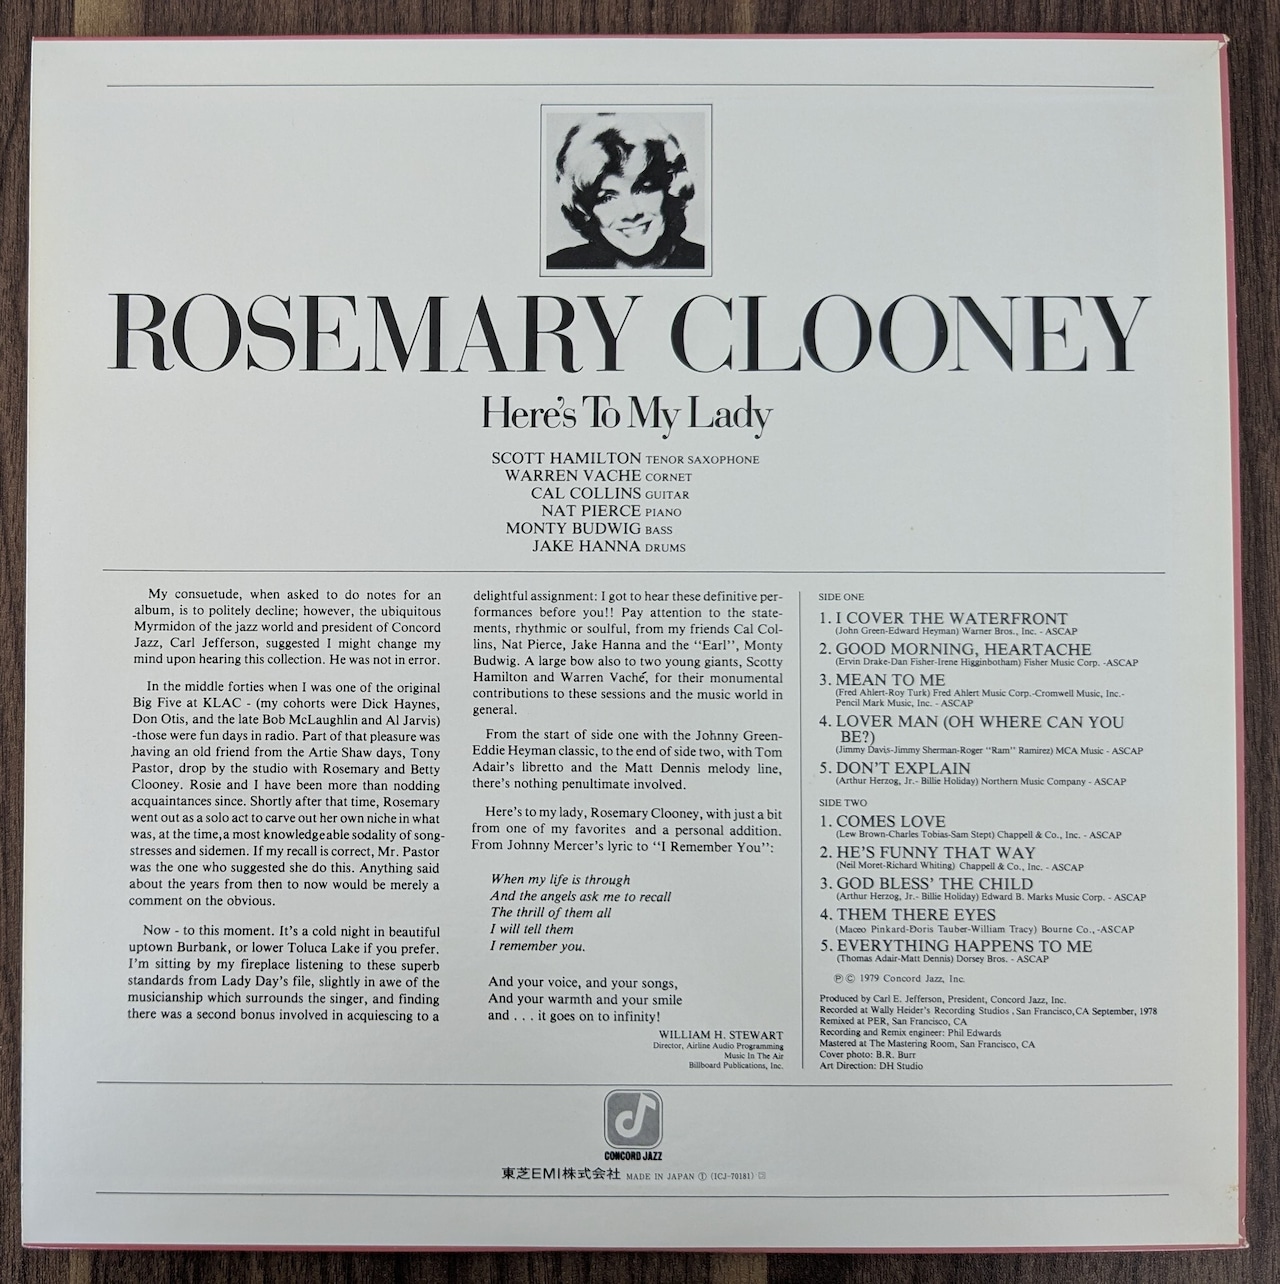 ROSEMARY CLOONEY
Here's To My Lady
SCOTT HAMILTON TENOR SAXOPHONE
WARREN VACHE CORNET
CAL COLLINS GUITAR
NAT PIERCE PIANO
MONTY BUDWIG BASS
JAKE HANNA DRUMS
My consuetude, when asked to do notes for an
album, is to politely decline; however, the ubiquitous
Myrmidon of the jazz world and president of Concord
Jazz, Carl Jefferson, suggested I might change my
mind upon hearing this collection. He was not in error.
In the middle forties when I was one of the original
Big Five at KLAC - (my cohorts were Dick Haynes,
Don Otis, and the late Bob McLaughlin and Al Jarvis)
-those were fun days in radio. Part of that pleasure was
having an old friend from the Artie Shaw days, Tony
Pastor, drop by the studio with Rosemary and Betty
Clooney. Rosie and I have been more than nodding
acquaintances since. Shortly after that time, Rosemary
went out as a solo act to carve out her own niche in what
was, at the time, a most knowledgeable sodality of song-
stresses and sidemen. If my recall is correct, Mr. Pastor
was the one who suggested she do this. Anything said
about the years from then to now would be merely a
comment on the obvious.
Now - to this moment. It's a cold night in beautiful
uptown Burbank, or lower Toluca Lake if you prefer.
I'm sitting by my fireplace listening to these superb
standards from Lady Day's file, slightly in awe of the
musicianship which surrounds the singer, and finding
there was a second bonus involved in acquiescing to a
delightful assignment: I got to hear these definitive per-
formances before you!! Pay attention to the state-
ments, rhythmic or soulful, from my friends Cal Col-
lins, Nat Pierce, Jake Hanna and the "Earl", Monty
Budwig. A large bow also to two young giants, Scotty
Hamilton and Warren Vaché, for their monumental
contributions to these sessions and the music world in
general.
From the start of side one with the Johnny Green-
Eddie Heyman classic, to the end of side two, with Tom
Adair's libretto and the Matt Dennis melody line,
there's nothing penultimate involved.
Here's to my lady, Rosemary Clooney, with just a bit
from one of my favorites and a personal addition.
From Johnny Mercer's lyric to "I Remember You":
When my life is through
And the angels ask me to recall
The thrill of them all
I will tell them
I remember you.
And your voice, and your songs,
And your warmth and your smile
and . . . it goes on to infinity!
WILLIAM H. STEWART
Director, Airline Audio Programming
Music In The Air
Billboard Publications, Inc.
SIDE ONE
1. I COVER THE WATERFRONT
(John Green-Edward Heyman) Warner Bros., Inc. - ASCAP
2. GOOD MORNING, HEARTACHE
(Ervin Drake-Dan Fisher-Irene Higginbotham) Fisher Music Corp. -ASCAP
3. MEAN TO ME
(Fred Ahlert-Roy Turk) Fred Ahlert Music Corp.-Cromwell Music, Inc.-
Pencil Mark Music, Inc. - ASCAP
4. LOVER MAN (OH WHERE CAN YOU
BE?)
(Jimmy Davis-Jimmy Sherman-Roger "Ram" Ramirez) MCA Music - ASCAP
5. DON'T EXPLAIN
(Arthur Herzog, Jr.- Billie Holiday) Northern Music Company - ASCAP
SIDE TWO
1. COMES LOVE
(Lew Brown-Charles Tobias-Sam Stept) Chappell & Co., Inc. - ASCAP
2. HE'S FUNNY THAT WAY
(Neil Moret-Richard Whiting) Chappell & Co., Inc. - ASCAP
3. GOD BLESS' THE CHILD
(Arthur Herzog, Jr.- Billie Holiday) Edward B. Marks Music Corp. - ASCAP
4. THEM THERE EYES
(Maceo Pinkard-Doris Tauber-William Tracy) Bourne Co., -ASCAP
5. EVERYTHING HAPPENS TO ME
(Thomas Adair-Matt Dennis) Dorsey Bros. - ASCAP
℗ © 1979 Concord Jazz, Inc.
Produced by Carl E. Jefferson, President, Concord Jazz, Inc.
Recorded at Wally Heider's Recording Studios, San Francisco, CA September, 1978
Remixed at PER, San Francisco, CA
Recording and Remix engineer: Phil Edwards
Mastered at The Mastering Room, San Francisco, CA
Cover photo: B.R. Burr
Art Direction: DH Studio
CONCORD JAZZ
東芝EMI株式会社 MADE IN JAPAN ① (ICJ-70181)